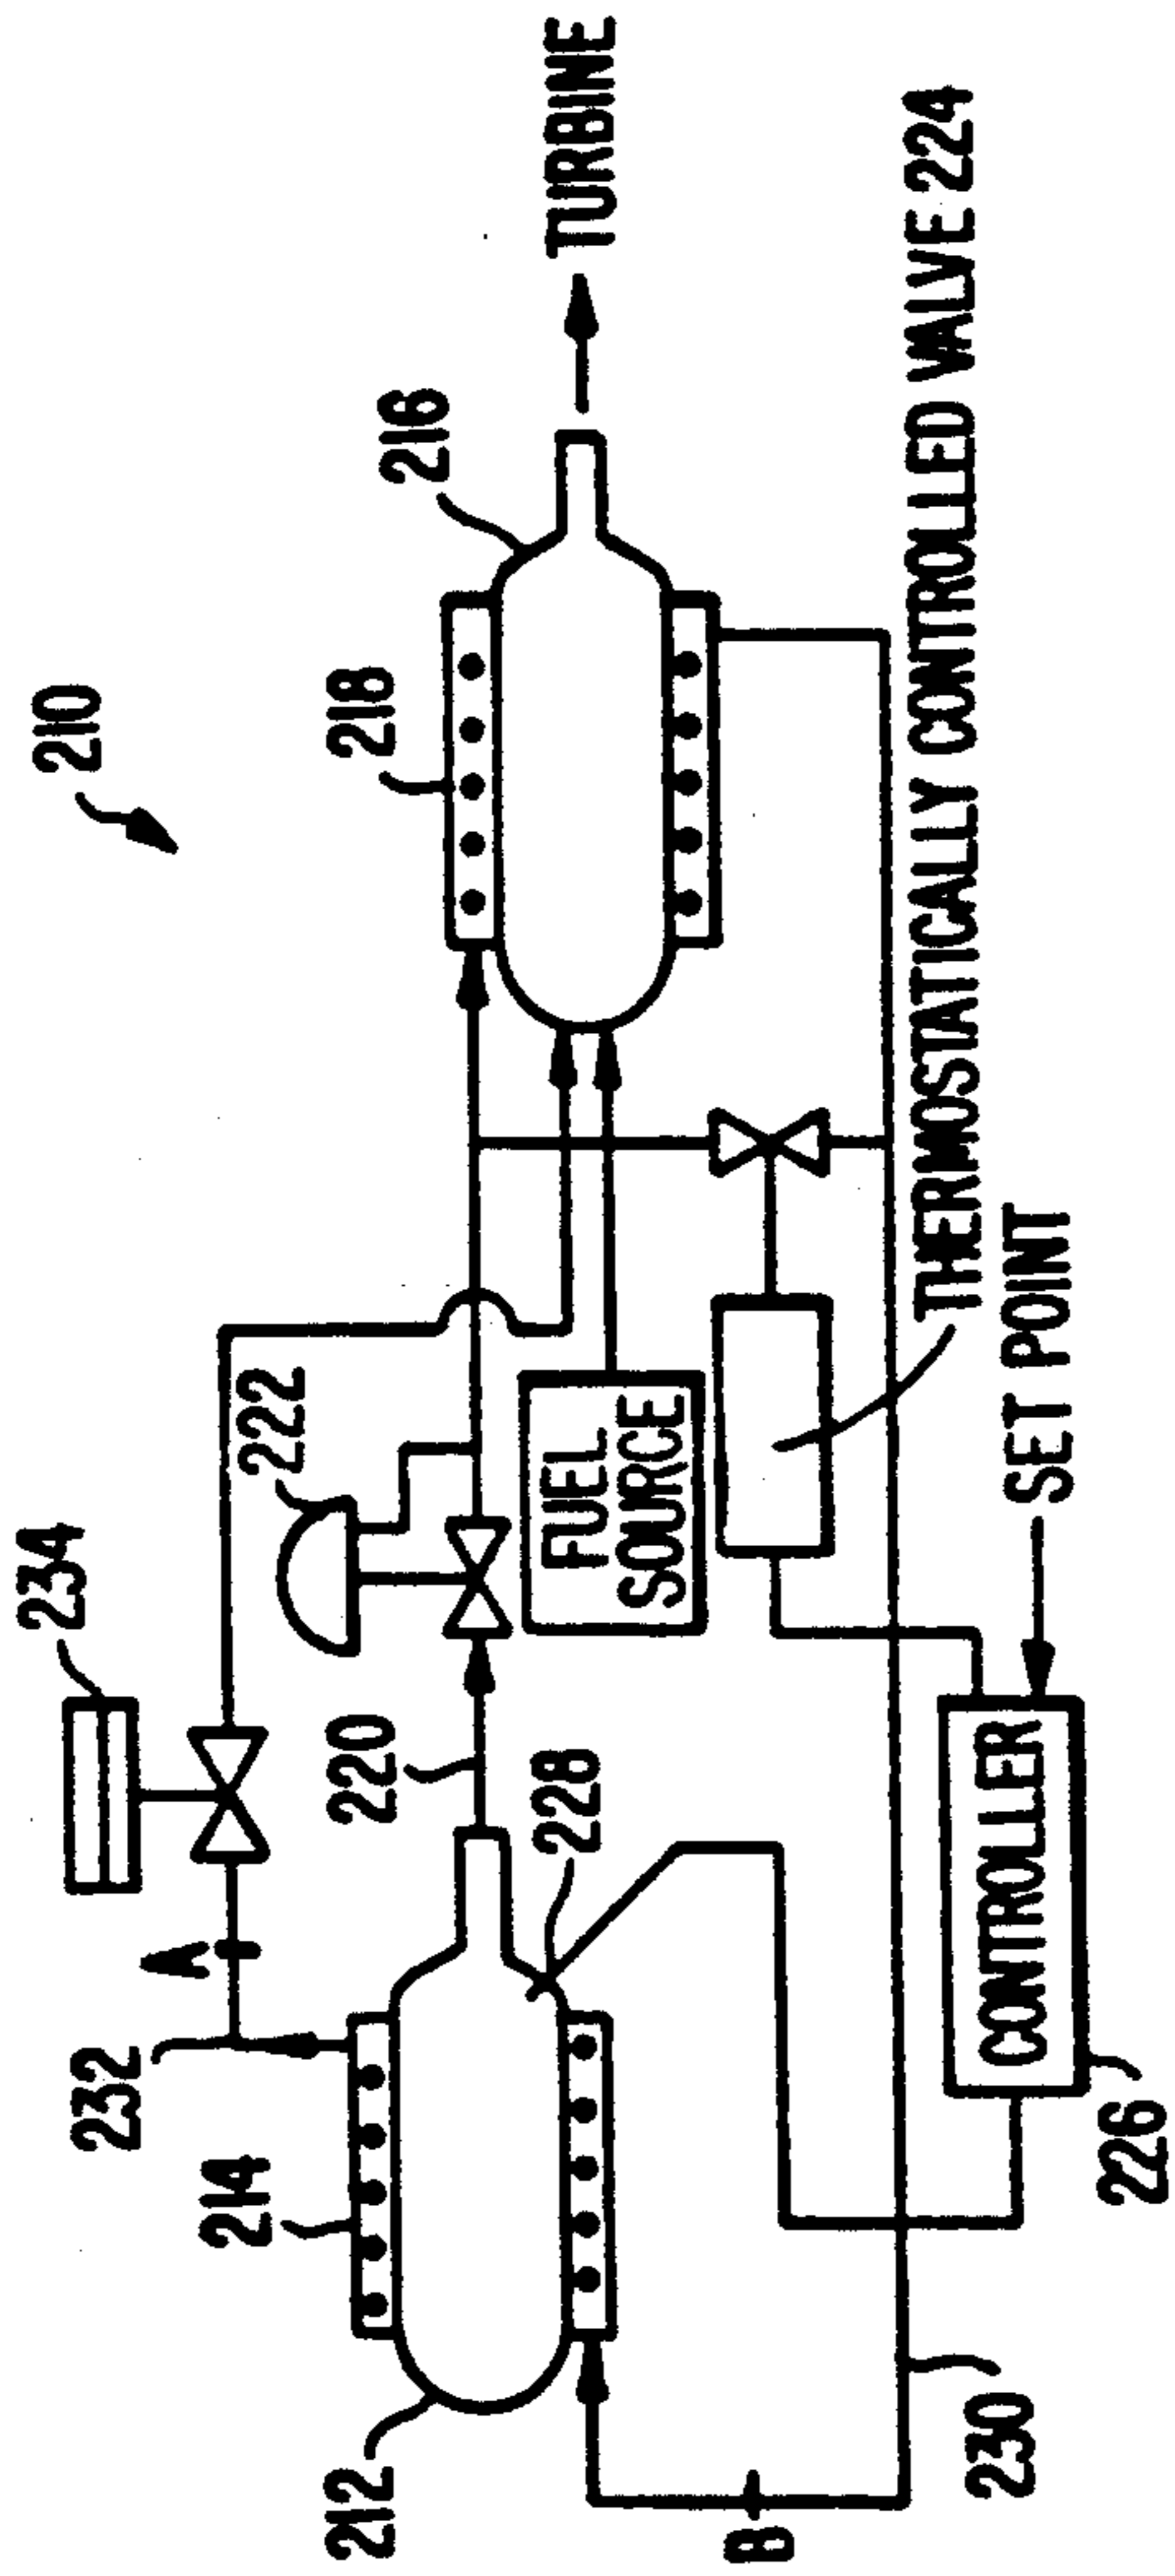 210
234
A
232
222
214
220
218
216
212
228
TURBINE
FUEL
SOURCE
B
THERMOSTATICALLY CONTROLLED VALVE 224
SET POINT
CONTROLLER
230
226